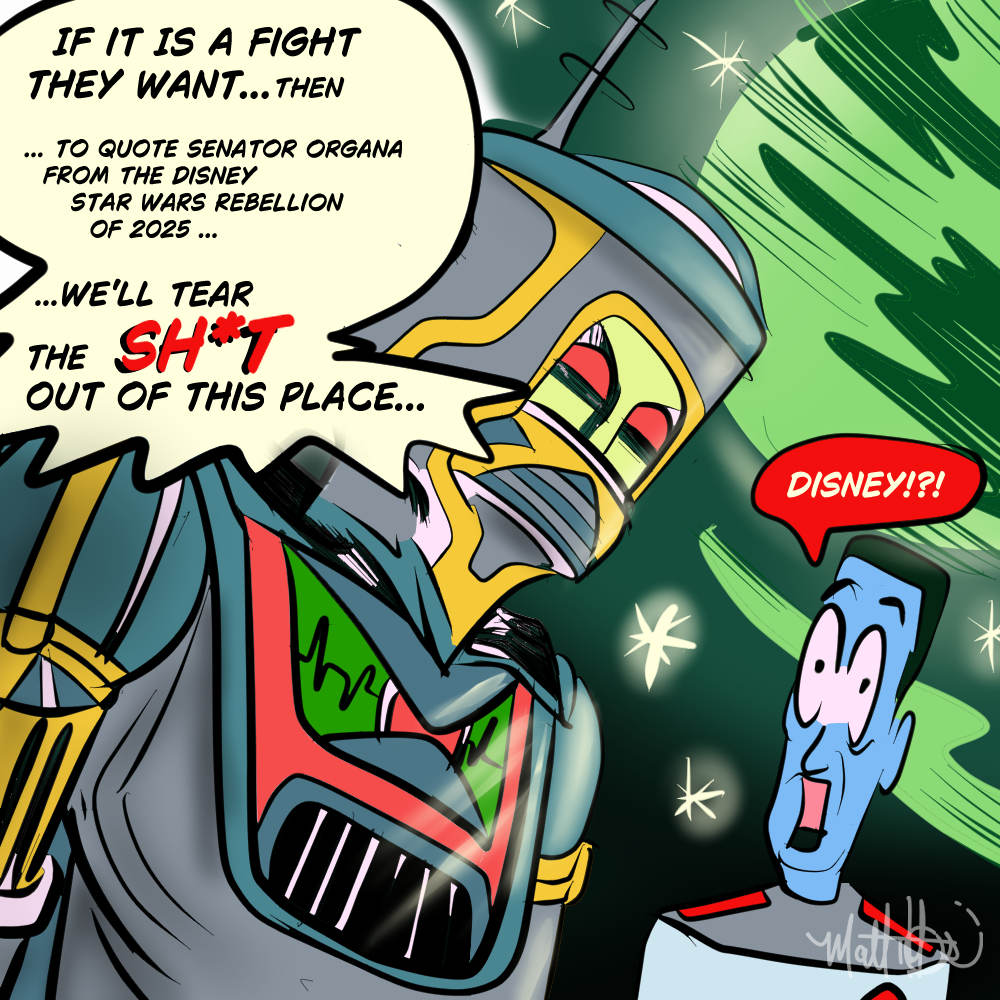 IF IT IS A FIGHT
THEY WANT...THEN
... TO QUOTE SENATOR ORGANA
FROM THE DISNEY
STAR WARS REBELLION
OF 2025 ...
...WE'LL TEAR
THE SH*T
OUT OF THIS PLACE...
DISNEY!?!
Matt